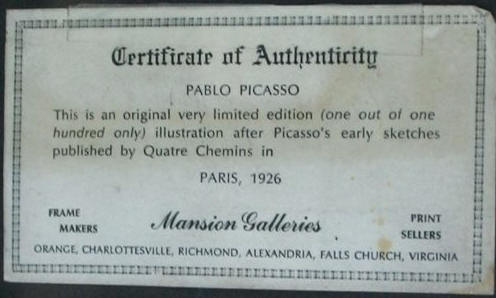 Certificate of Authenticity
PABLO PICASSO
This is an original very limited edition (one out of one
hundred only) illustration after Picasso's early sketches
published by Quatre Chemins in
PARIS, 1926
FRAME
MAKERS
Mansion Galleries
PRINT
SELLERS
ORANGE, CHARLOTTESVILLE, RICHMOND, ALEXANDRIA, FALLS CHURCH, VIRGINIA